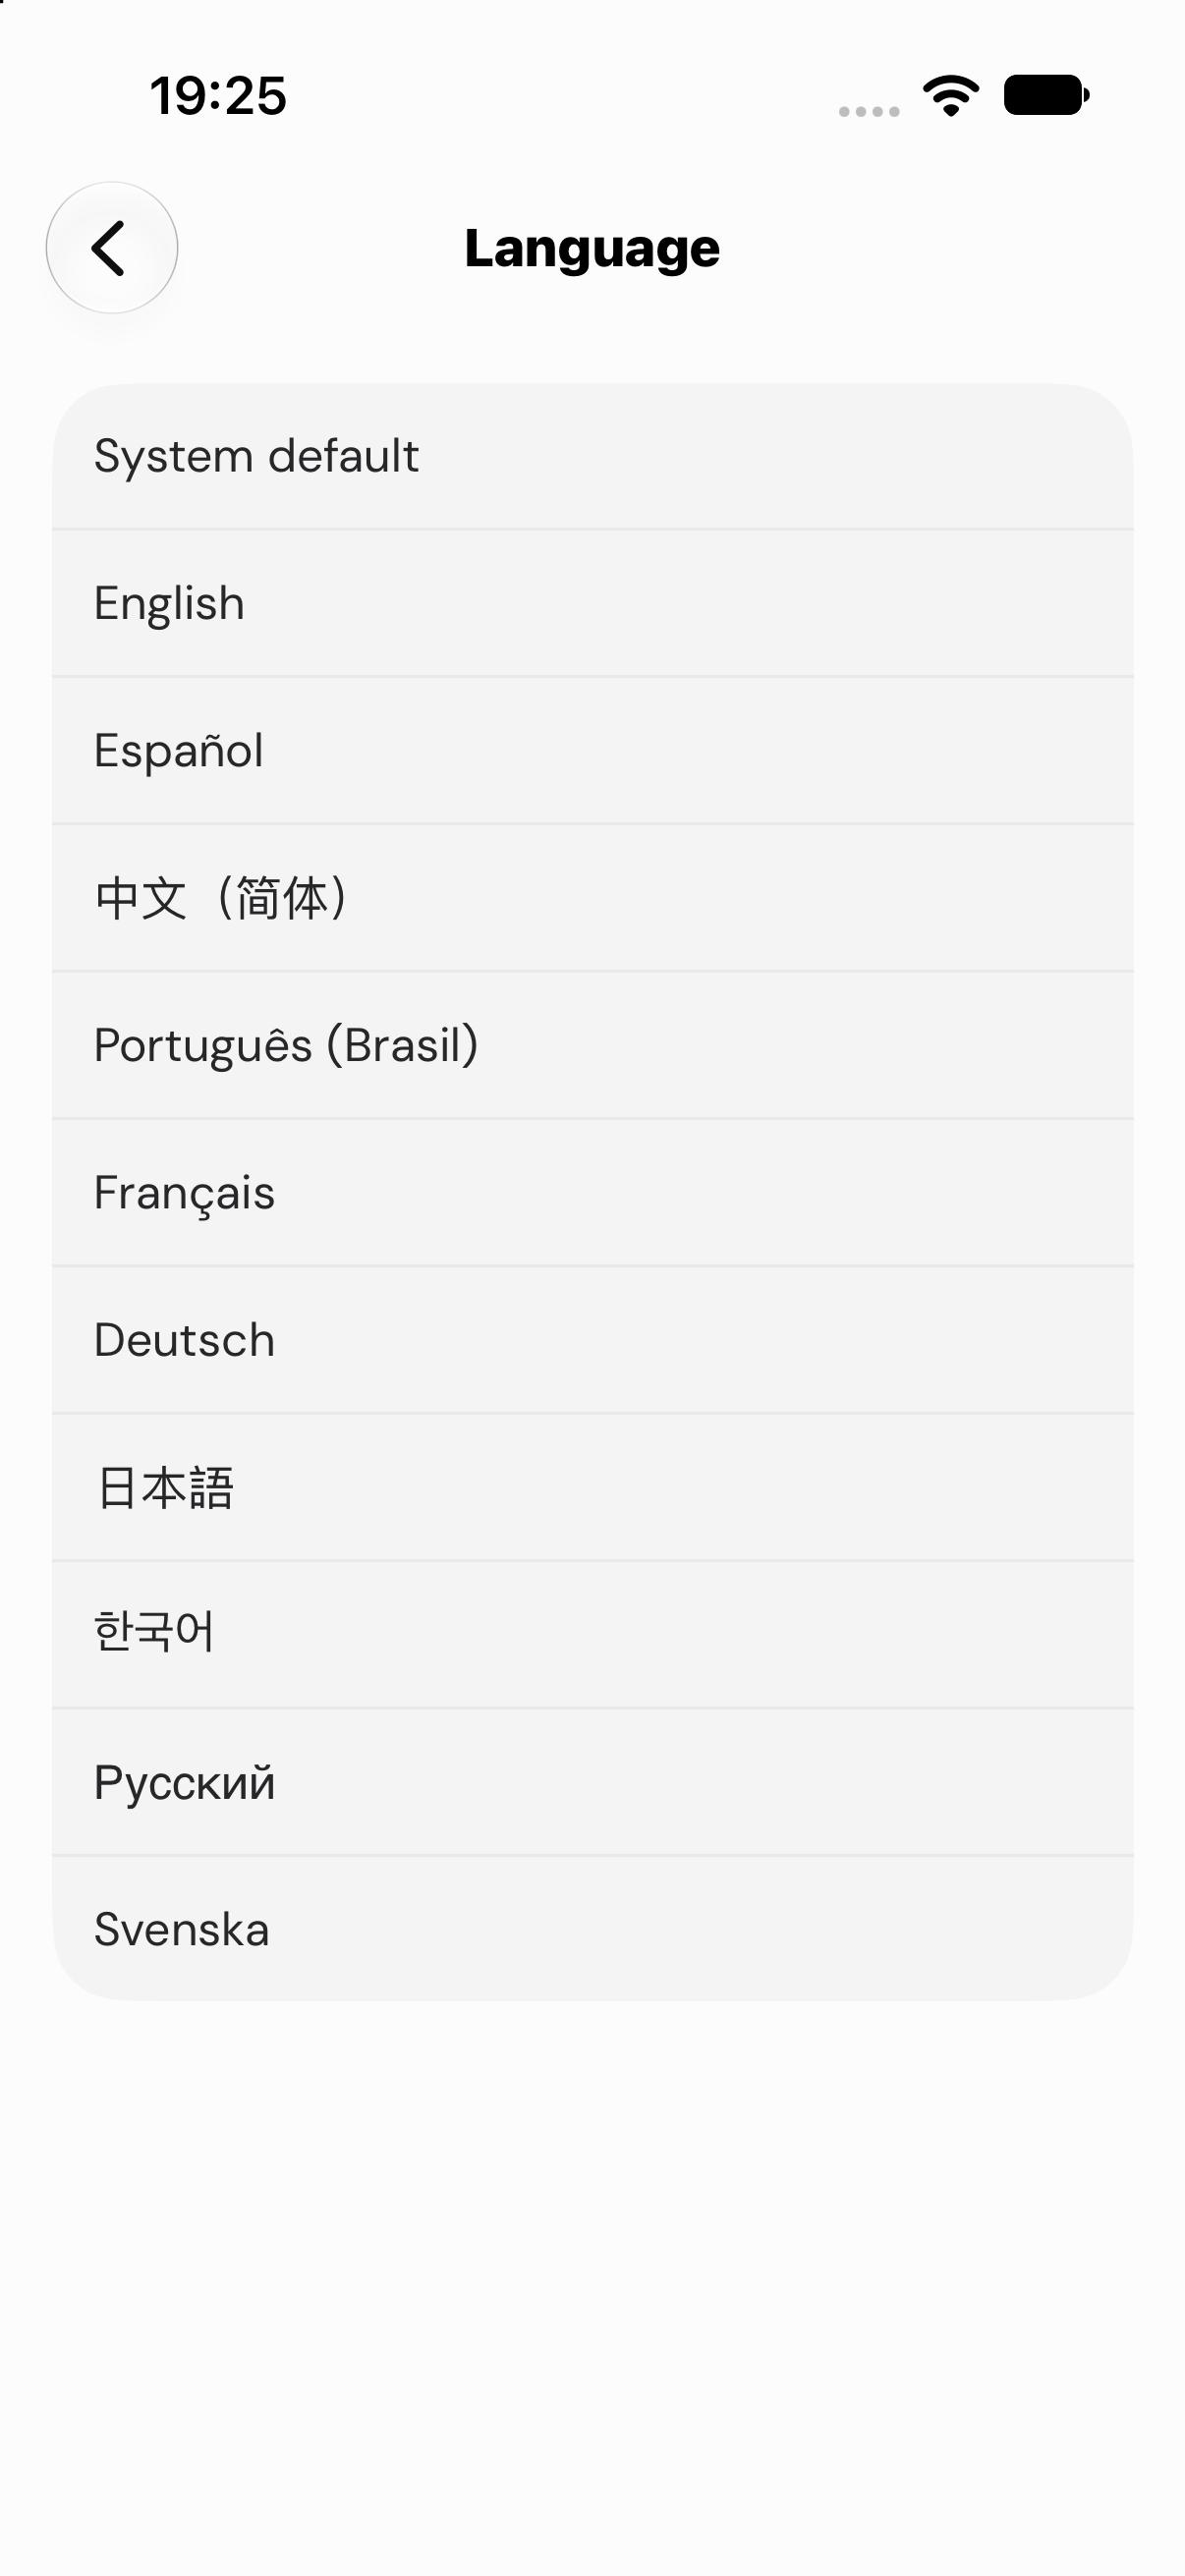 19:25
Language
System default
English
Español
中文（简体）
Português (Brasil)
Français
Deutsch
日本語
한국어
Русский
Svenska